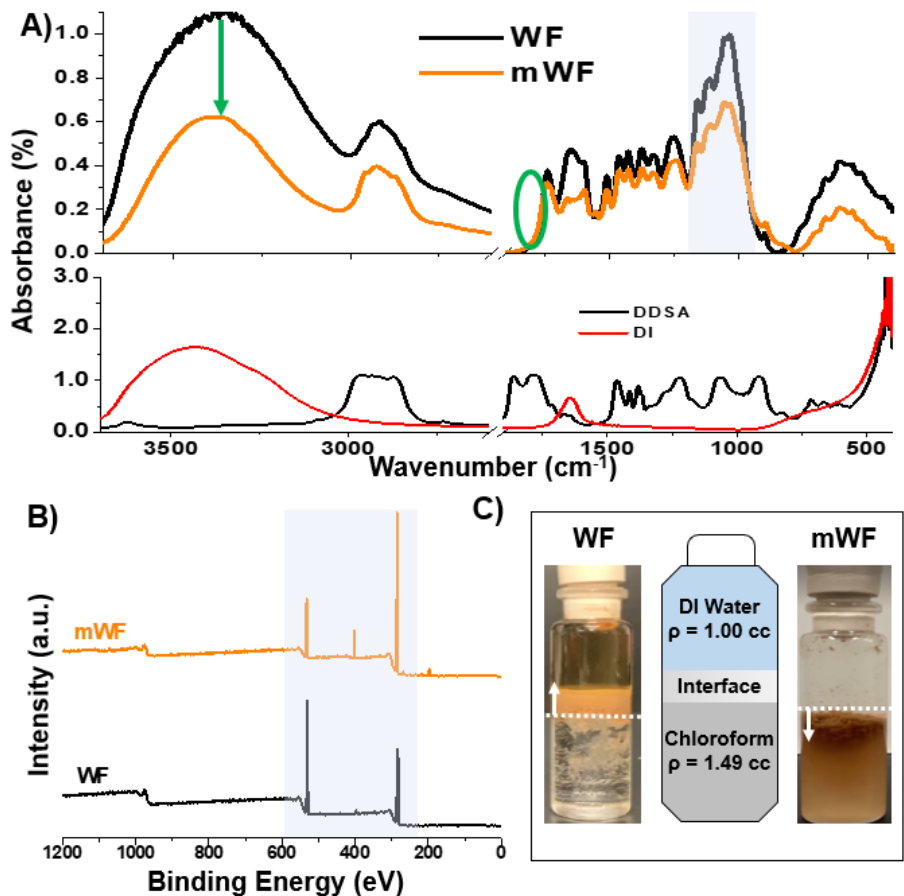 A)
WF
mWF
1.0
0.8
0.6
0.4
0.2
0.0
Absorbance (%)
3.0
2.0
1.0
0.0
DDSA
DI
3500
3000
1500
1000
500
Wavenumber (cm-1)
B)
mWF
WF
Intensity (a.u.)
1200
1000
800
600
400
200
0
Binding Energy (eV)
C)
WF
mWF
DI Water
ρ = 1.00 cc
Interface
Chloroform
ρ = 1.49 cc